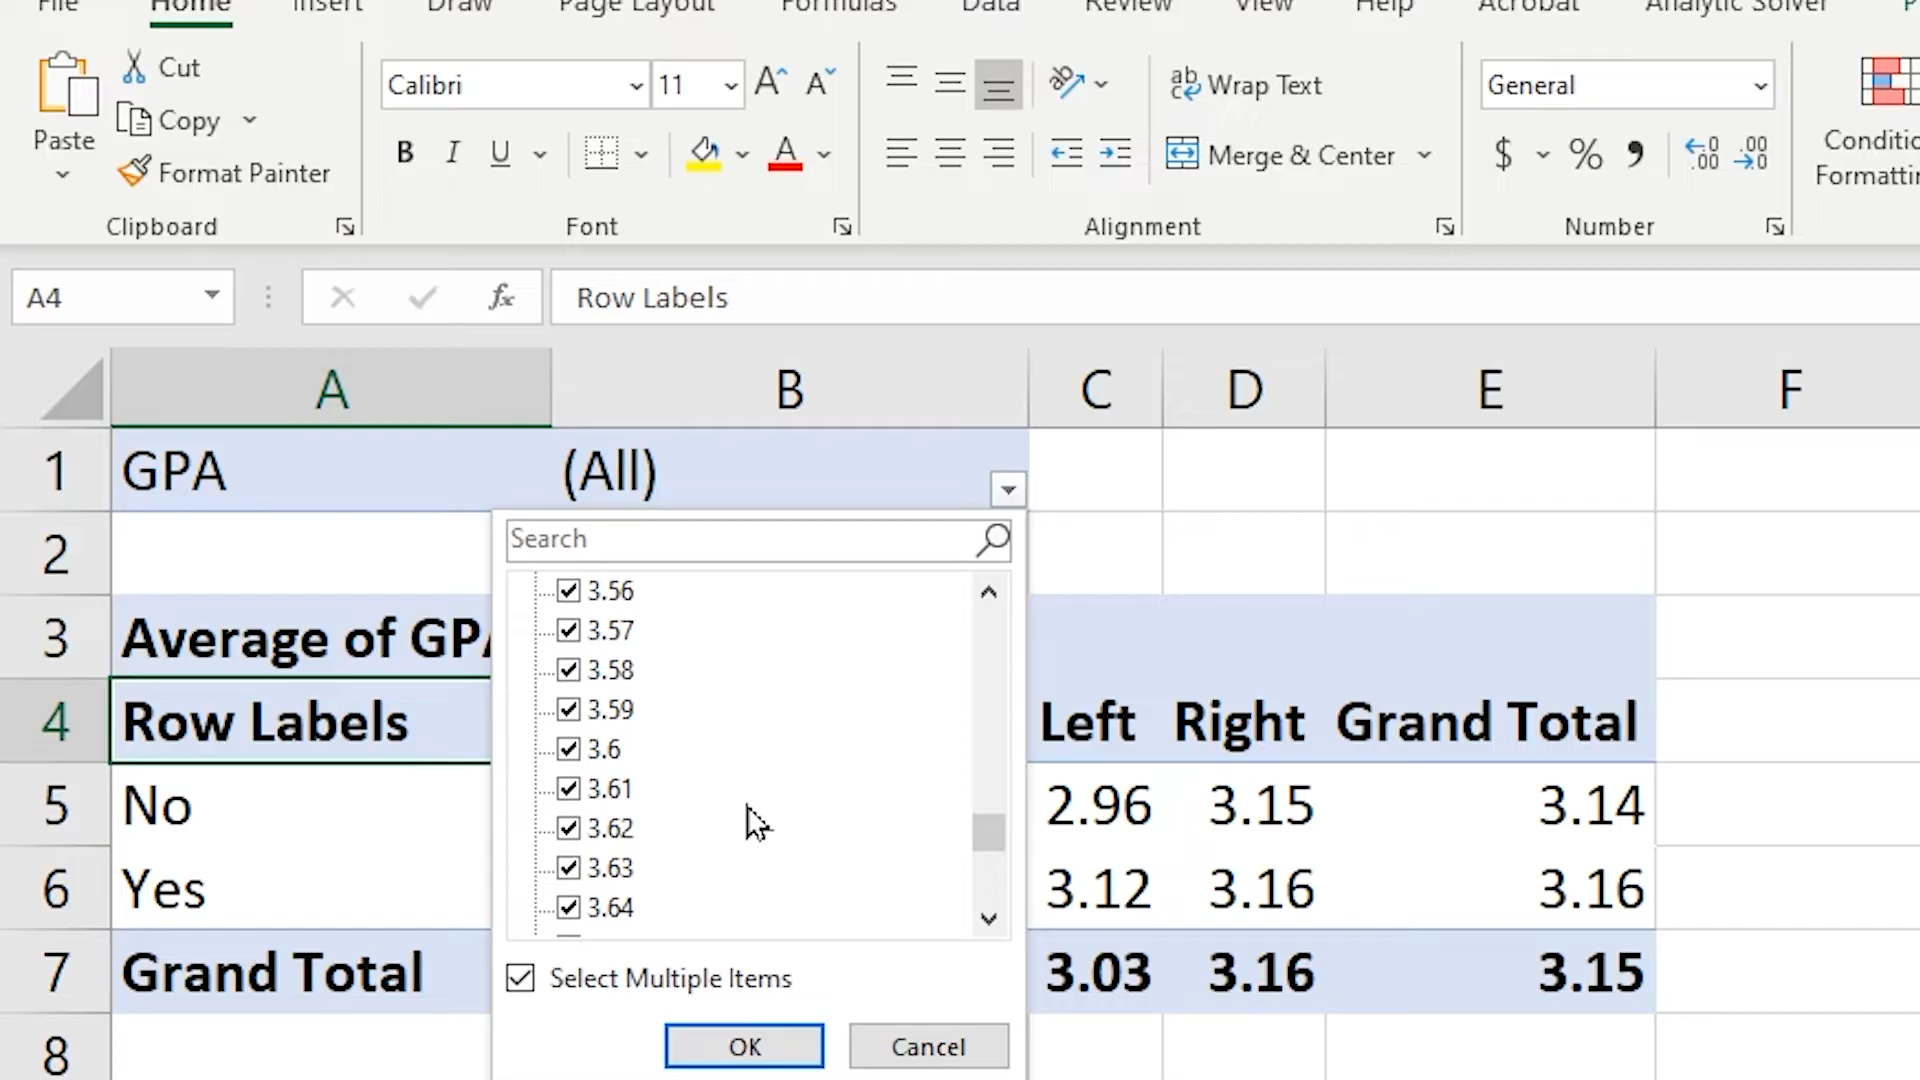 File Home Insert Draw Page Layout Formulas Data Review View Help Acrobat Analytic Solver
Paste
Cut
Copy
Format Painter
Clipboard
Calibri 11
B I U
Font
Wrap Text
Merge & Center
Alignment
General
$ % ,
Number
A4
fx Row Labels
A B C D E F
1 GPA (All)
2
Search
3.56
3.57
3.58
3.59
3.6
3.61
3.62
3.63
3.64
Select Multiple Items
OK Cancel
3 Average of GPA
4 Row Labels Left Right Grand Total
5 No 2.96 3.15 3.14
6 Yes 3.12 3.16 3.16
7 Grand Total 3.03 3.16 3.15
8